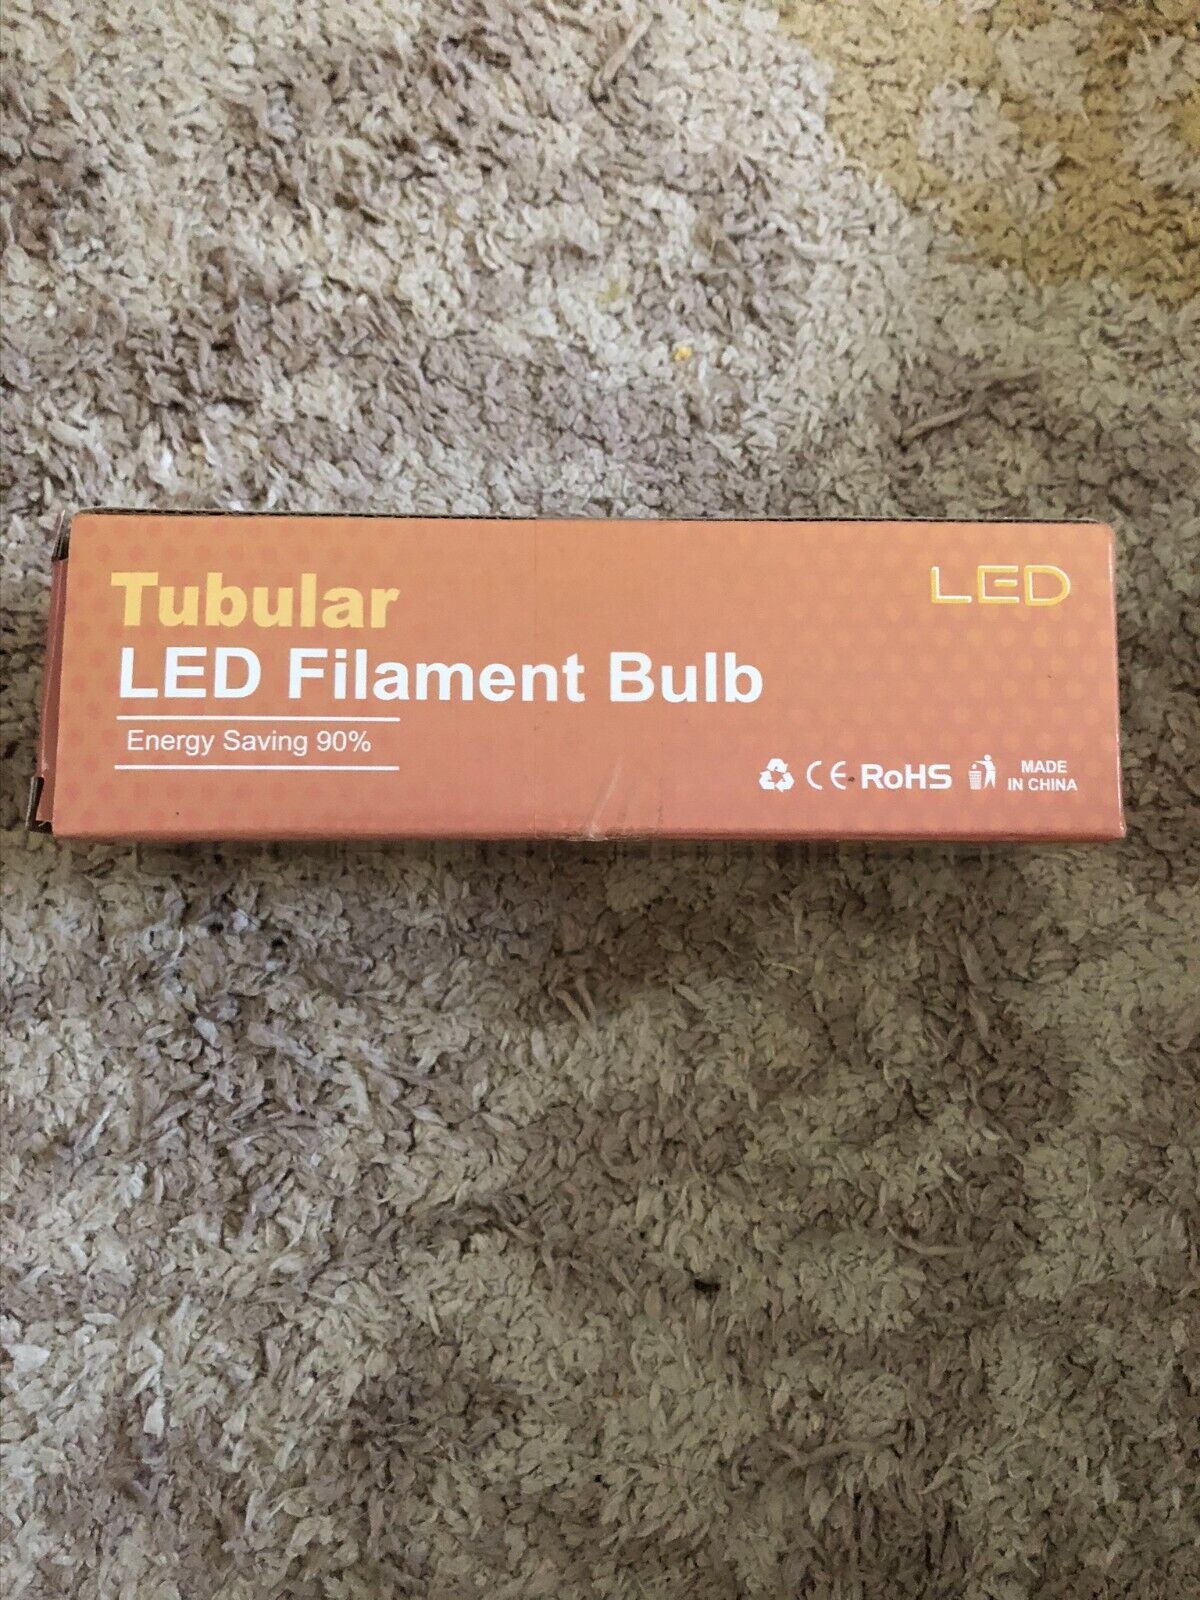 Tubular
LED Filament Bulb
Energy Saving 90%
LED
CE RoHS
MADE
IN CHINA